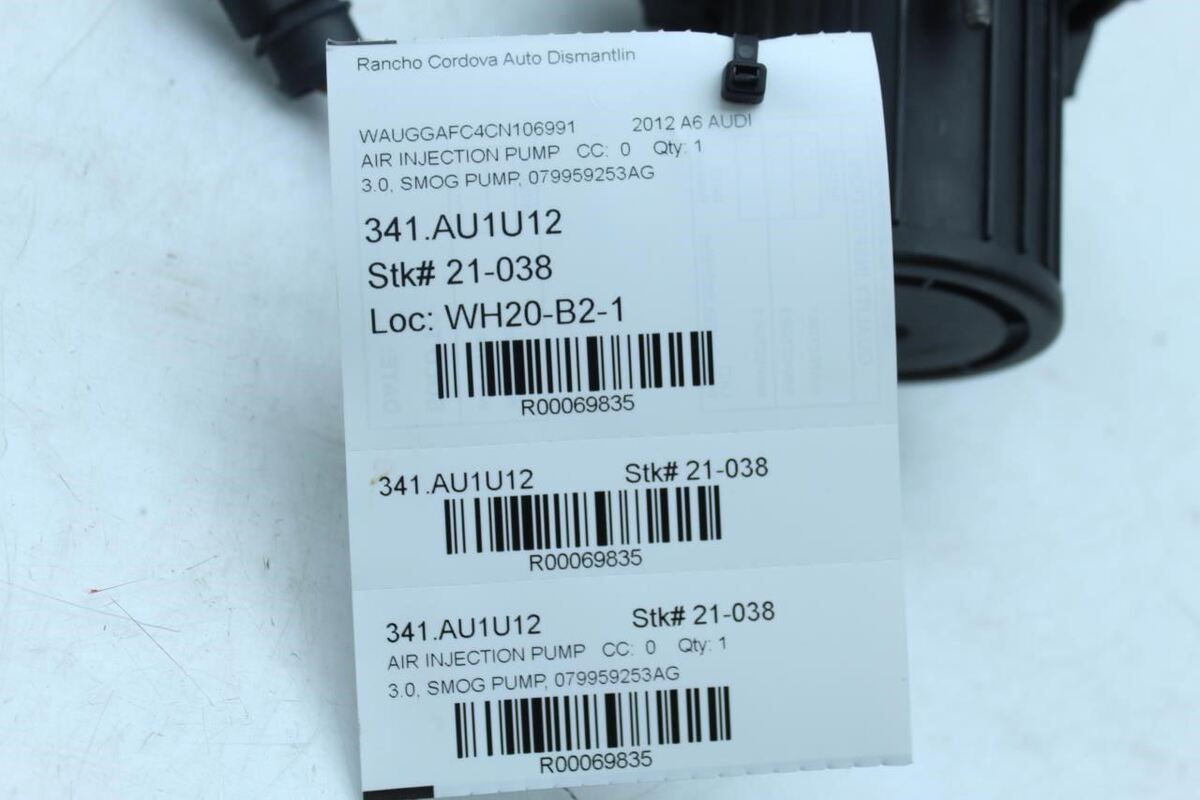 Rancho Cordova Auto Dismantlin
WAUGGAFC4CN106991 2012 A6 AUDI
AIR INJECTION PUMP CC: 0 Qty: 1
3.0, SMOG PUMP, 079959253AG
341.AU1U12
Stk# 21-038
Loc: WH20-B2-1
R00069835
341.AU1U12 Stk# 21-038
R00069835
341.AU1U12 Stk# 21-038
AIR INJECTION PUMP CC: 0 Qty: 1
3.0, SMOG PUMP, 079959253AG
R00069835